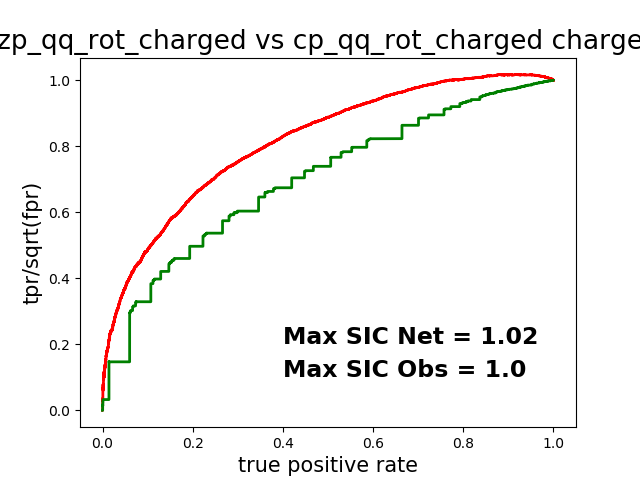 zp_qq_rot_charged vs cp_qq_rot_charged charge
tpr/sqrt(fpr)
1.0
0.8
0.6
0.4
0.2
0.0
Max SIC Net = 1.02
Max SIC Obs = 1.0
0.0 0.2 0.4 0.6 0.8 1.0
true positive rate